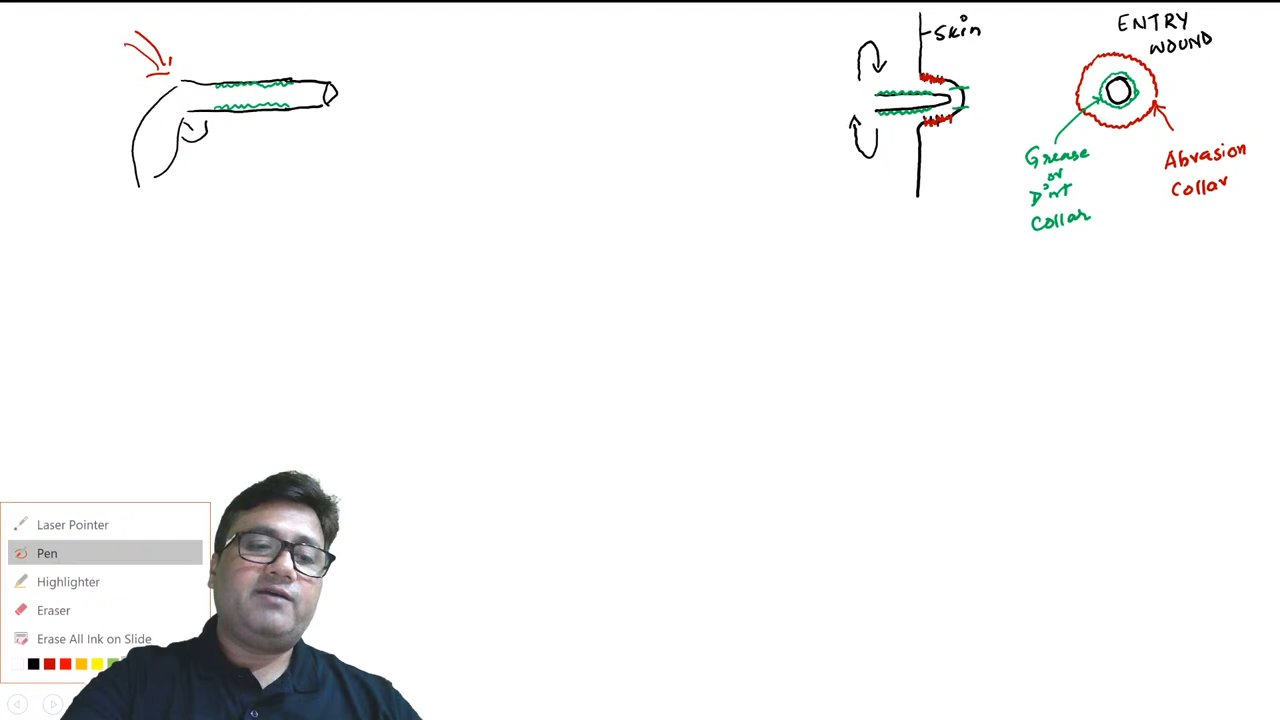 Skin
ENTRY
WOUND
Grease
or
Dirt
Collar
Abrasion
Collar
Laser Pointer
Pen
Highlighter
Eraser
Erase All Ink on Slide